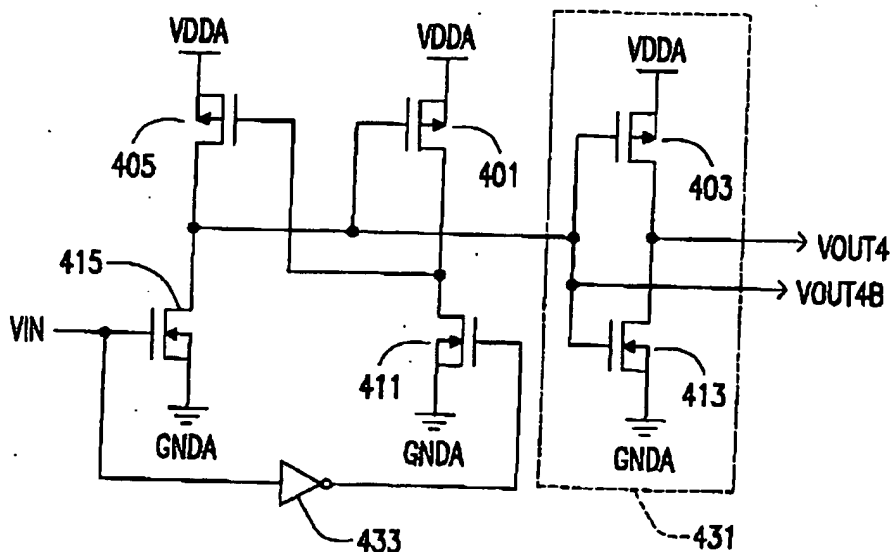 VDDA VDDA VDDA
405 401 403
415 VOUT4
VIN VOUT4B
411 413
GNDA GNDA GNDA
433 431